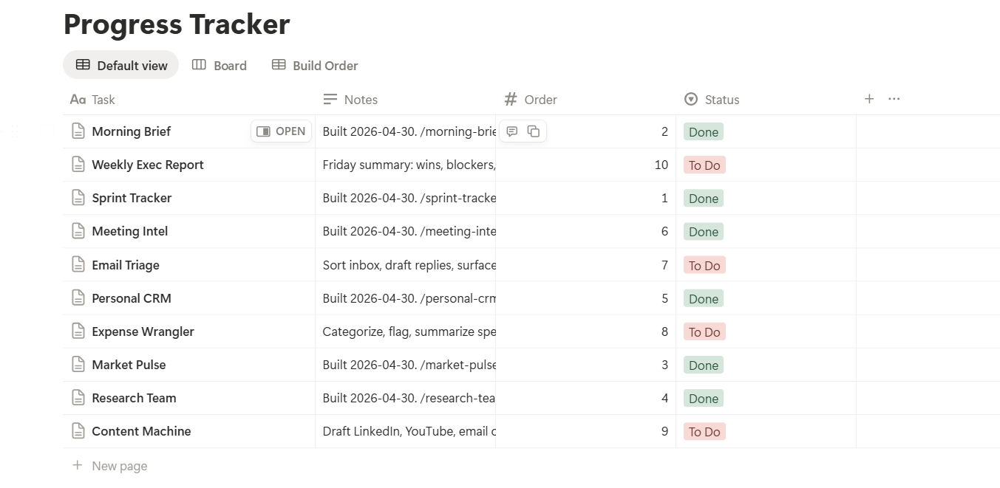 Progress Tracker
Default view Board Build Order
Aa Task Notes # Order Status + ...
Morning Brief OPEN Built 2026-04-30. /morning-brie 2 Done
Weekly Exec Report Friday summary: wins, blockers, 10 To Do
Sprint Tracker Built 2026-04-30. /sprint-tracke 1 Done
Meeting Intel Built 2026-04-30. /meeting-inte 6 Done
Email Triage Sort inbox, draft replies, surface 7 To Do
Personal CRM Built 2026-04-30. /personal-crm 5 Done
Expense Wrangler Categorize, flag, summarize spe 8 To Do
Market Pulse Built 2026-04-30. /market-pulse 3 Done
Research Team Built 2026-04-30. /research-tea 4 Done
Content Machine Draft LinkedIn, YouTube, email c 9 To Do
+ New page